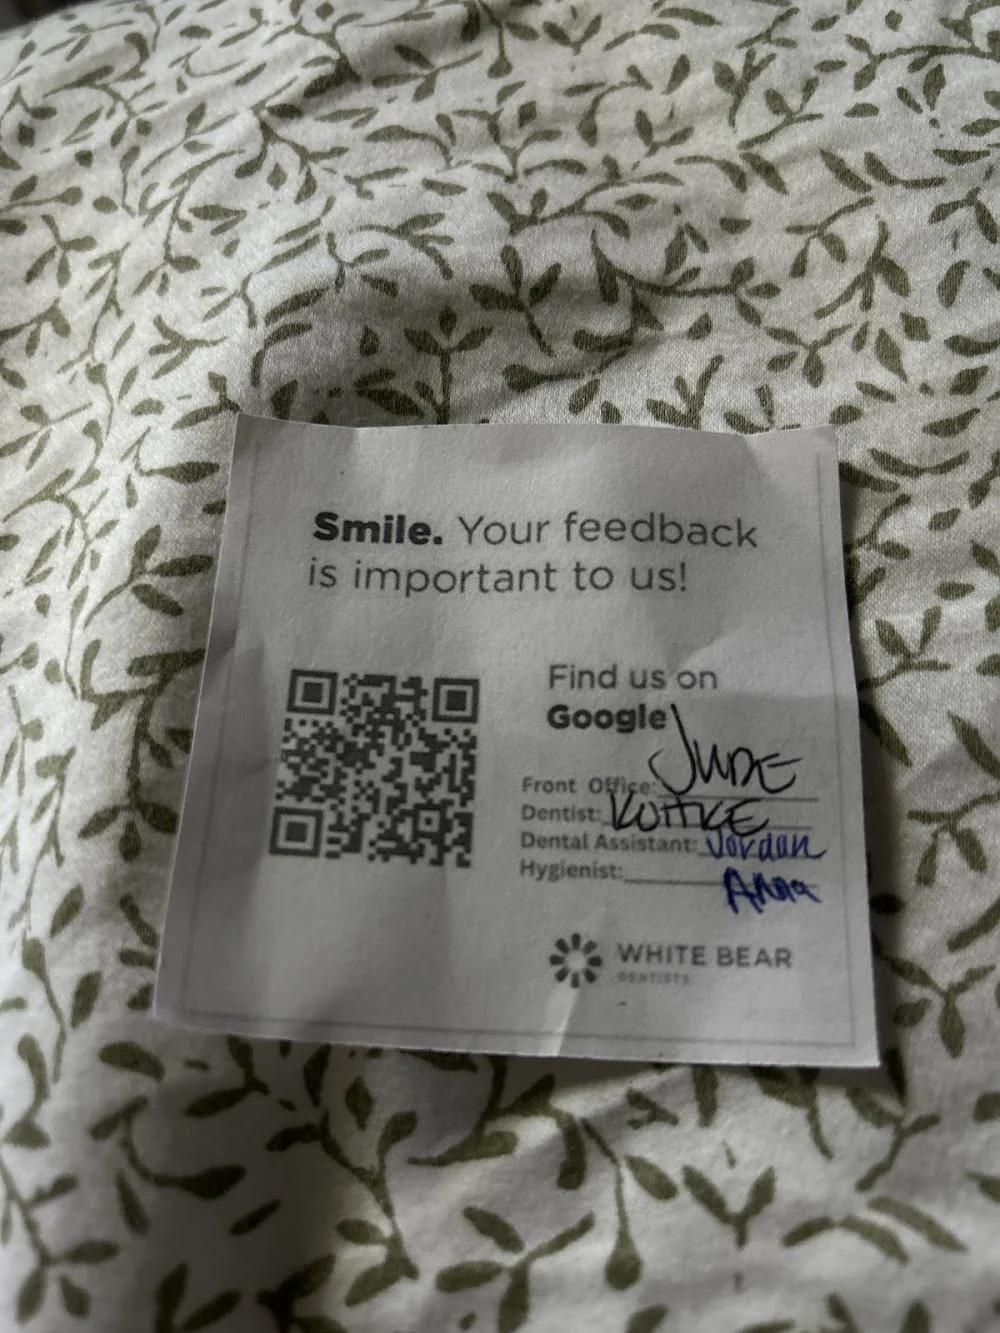 Smile. Your feedback
is important to us!
Find us on
Google
Front Office: JUDE
Dentist: KOTTKE
Dental Assistant: Jordan
Hygienist: Anna
WHITE BEAR
DENTISTS